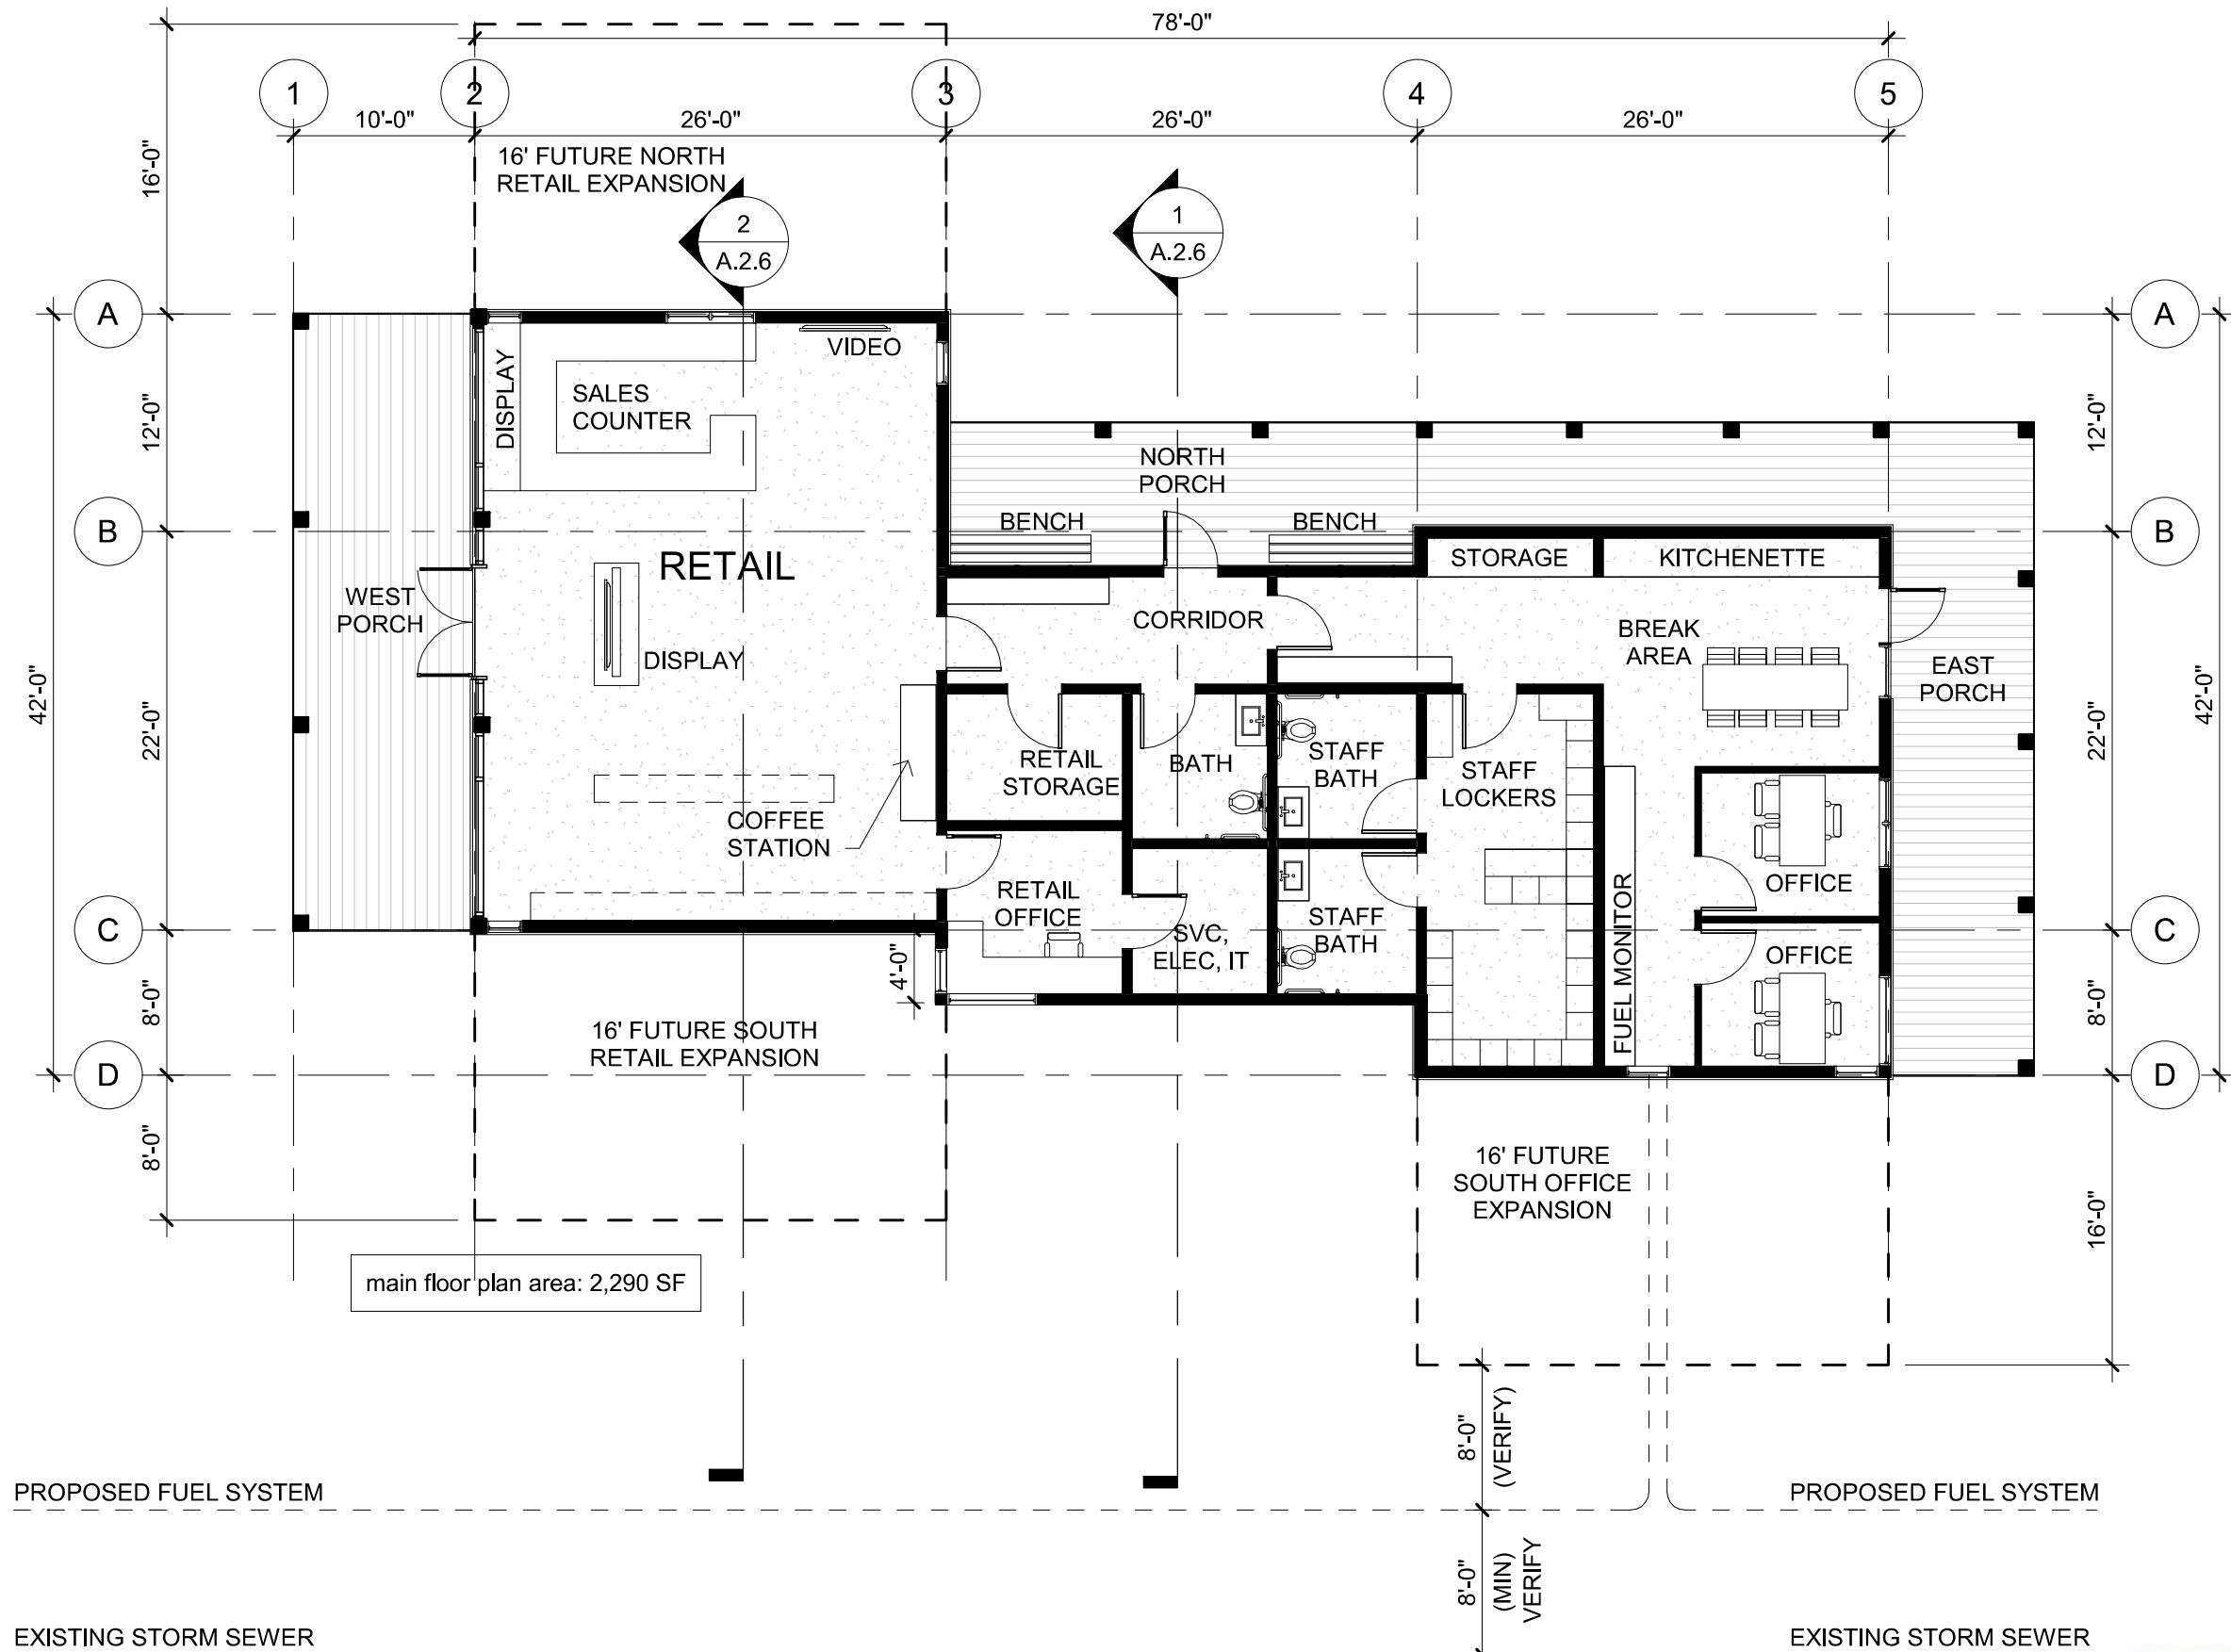 78'-0"
1
2
3
4
5
10'-0"
26'-0"
26'-0"
26'-0"
16'-0"
16' FUTURE NORTH
RETAIL EXPANSION
2
A.2.6
1
A.2.6
A
A
VIDEO
DISPLAY
SALES
COUNTER
12'-0"
12'-0"
NORTH
PORCH
BENCH
BENCH
B
B
RETAIL
STORAGE
KITCHENETTE
WEST
PORCH
CORRIDOR
BREAK
AREA
DISPLAY
EAST
PORCH
42'-0"
42'-0"
22'-0"
22'-0"
RETAIL
STORAGE
BATH
STAFF
BATH
STAFF
LOCKERS
COFFEE
STATION
RETAIL
OFFICE
OFFICE
C
C
SVC,
ELEC, IT
STAFF
BATH
FUEL MONITOR
OFFICE
4'-0"
8'-0"
8'-0"
16' FUTURE SOUTH
RETAIL EXPANSION
D
D
8'-0"
16' FUTURE
SOUTH OFFICE
EXPANSION
16'-0"
main floor plan area: 2,290 SF
8'-0"
(VERIFY)
PROPOSED FUEL SYSTEM
PROPOSED FUEL SYSTEM
8'-0"
(MIN)
VERIFY
EXISTING STORM SEWER
EXISTING STORM SEWER